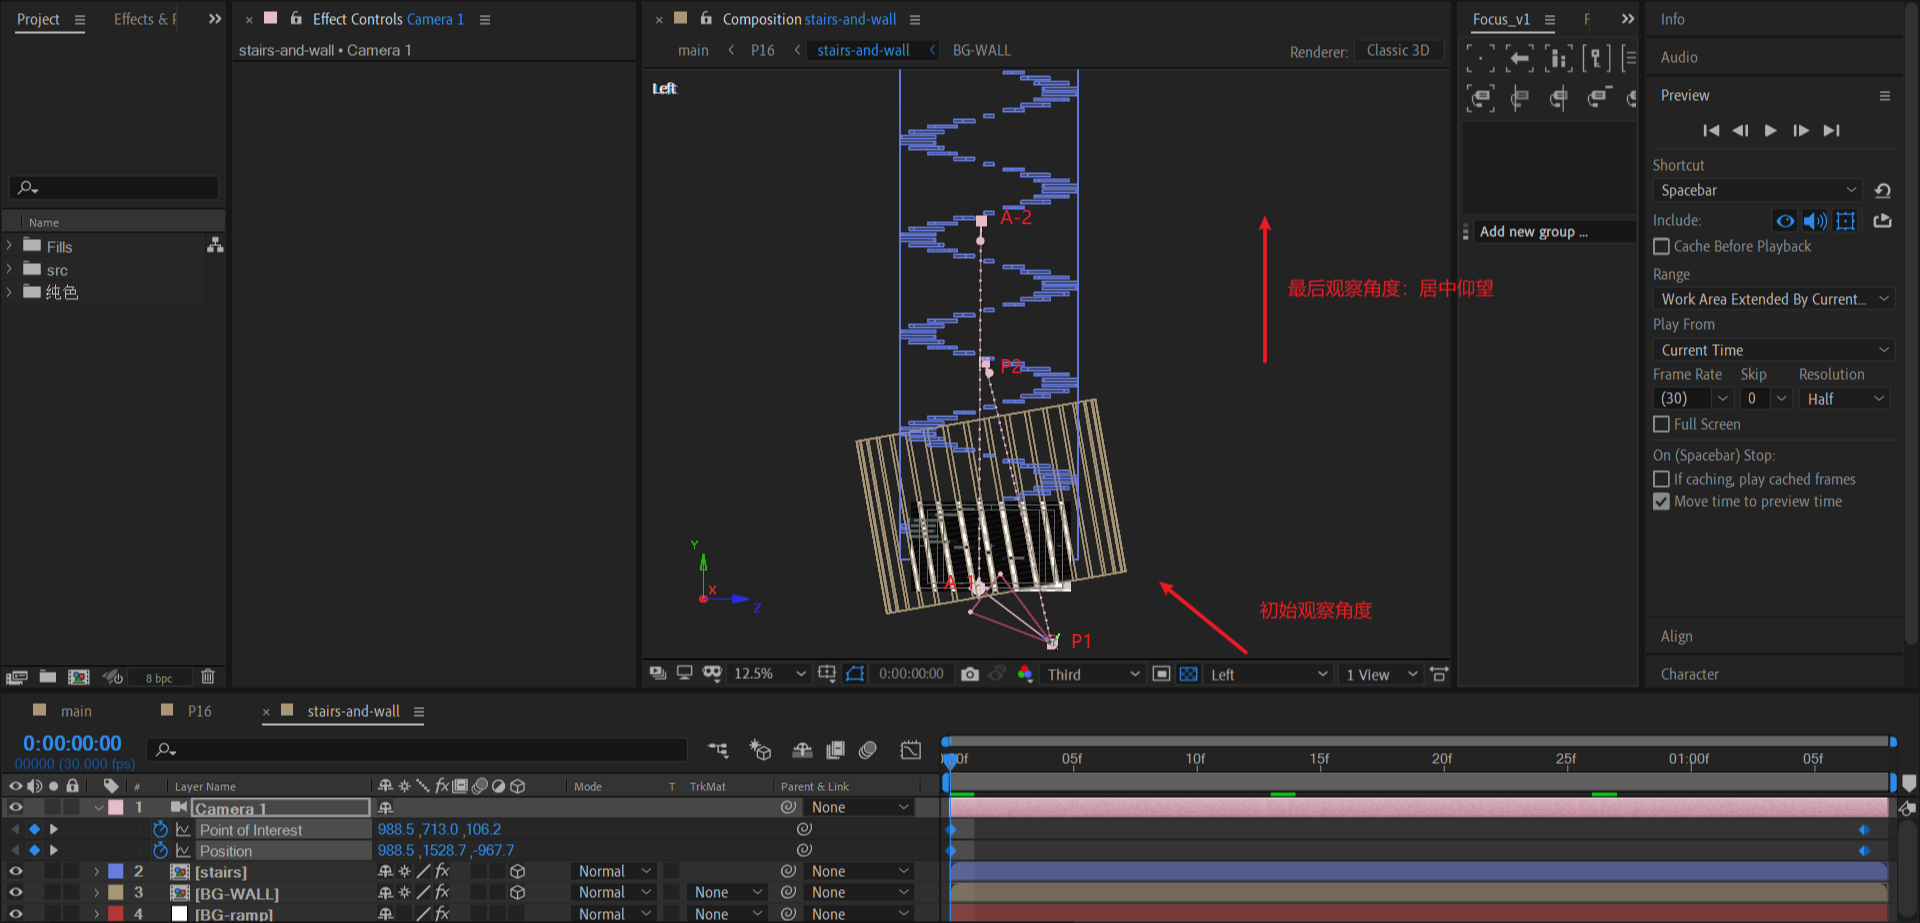 Project
Effects & F
Effect Controls Camera 1
stairs-and-wall • Camera 1
Name
Fills
src
纯色
8 bpc
Composition stairs-and-wall
main
P16
stairs-and-wall
BG-WALL
Renderer:
Classic 3D
Left
A-2
P2
A-1
P1
Y
X
Z
最后观察角度：居中仰望
初始观察角度
12.5%
0:00:00:00
Third
Left
1 View
Focus_v1
F
Add new group ...
Info
Audio
Preview
Shortcut
Spacebar
Include:
Cache Before Playback
Range
Work Area Extended By Current...
Play From
Current Time
Frame Rate
Skip
Resolution
(30)
0
Half
Full Screen
On (Spacebar) Stop:
If caching, play cached frames
Move time to preview time
Align
Character
main
P16
stairs-and-wall
0:00:00:00
00000 (30.000 fps)
00f
05f
10f
15f
20f
25f
01:00f
05f
#
Layer Name
fx
Mode
T
TrkMat
Parent & Link
1
Camera 1
None
Point of Interest
988.5 ,713.0 ,106.2
Position
988.5 ,1528.7,-967.7
2
[stairs]
fx
Normal
None
3
[BG-WALL]
fx
Normal
None
None
4
[BG-ramp]
fx
Normal
None
None